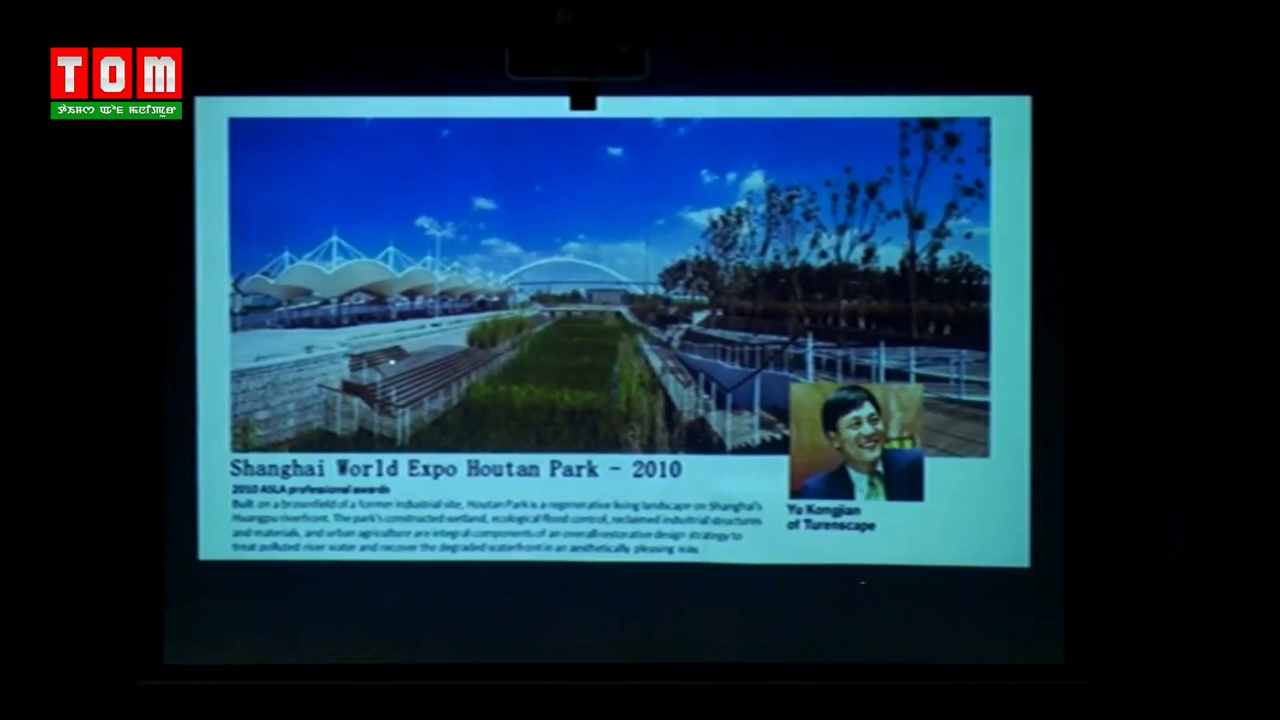 TOM
Shanghai World Expo Houtan Park - 2010
2010 ASLA professional awards
Built on a brownfield of a former industrial site, Houtan Park is a regenerative living landscape on Shanghai's
Huangpu riverfront. The park's constructed wetland, ecological flood control, reclaimed industrial structures
and materials, and urban agriculture are integral components of an overall restorative design strategy to
treat polluted river water and recover the degraded waterfront in an aesthetically pleasing way.
Yu Kongjian
of Turenscape